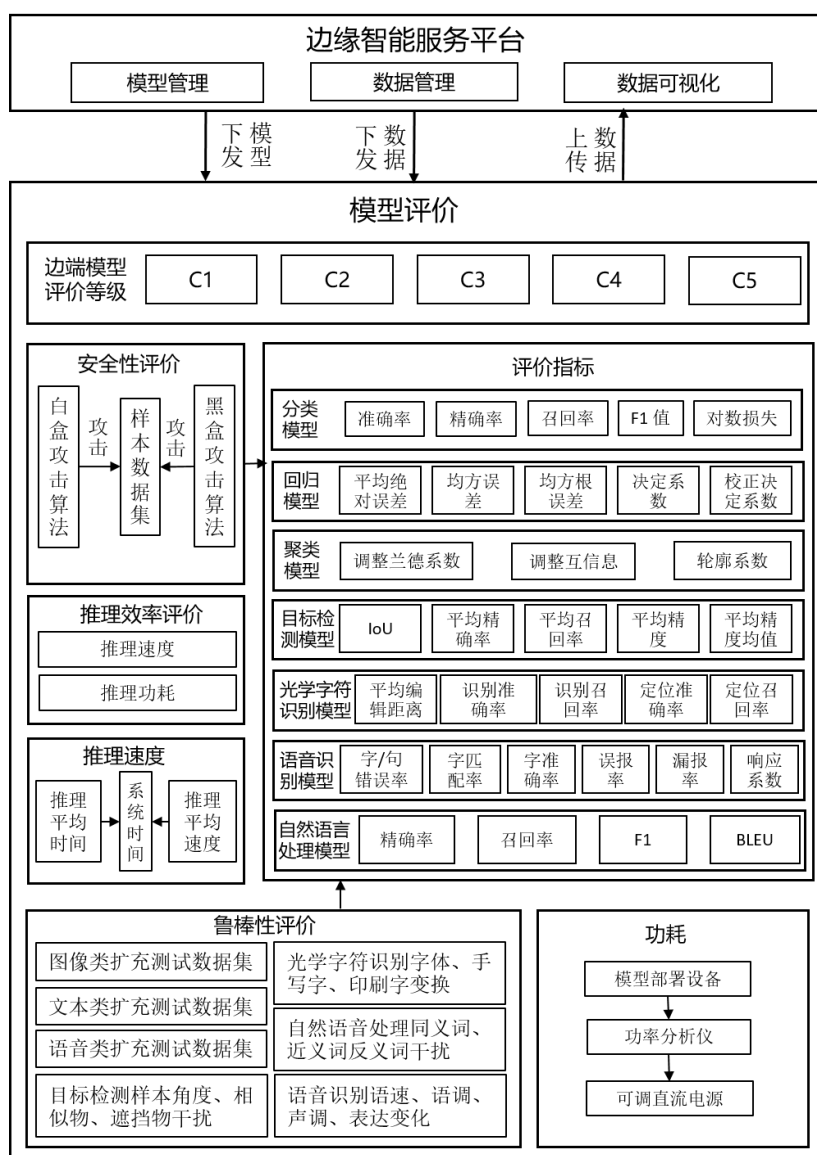 边缘智能服务平台
模型管理
数据管理
数据可视化
下发
模型
下发
数据
上传
数据
模型评价
边端模型
评价等级
C1
C2
C3
C4
C5
安全性评价
白盒攻击算法
攻击
样本数据集
攻击
黑盒攻击算法
推理效率评价
推理速度
推理功耗
推理速度
推理
平均
时间
系统时间
推理
平均
速度
评价指标
分类
模型
准确率
精确率
召回率
F1 值
对数损失
回归
模型
平均绝
对误差
均方误
差
均方根
误差
决定系
数
校正决
定系数
聚类
模型
调整兰德系数
调整互信息
轮廓系数
目标检
测模型
IoU
平均精
确率
平均召
回率
平均精
度
平均精
度均值
光学字符
识别模型
平均编
辑距离
识别准
确率
识别召
回率
定位准
确率
定位召
回率
语音识
别模型
字/句
错误率
字匹
配率
字准
确率
误报
率
漏报
率
响应
系数
自然语言
处理模型
精确率
召回率
F1
BLEU
鲁棒性评价
图像类扩充测试数据集
文本类扩充测试数据集
语音类扩充测试数据集
目标检测样本角度、相
似物、遮挡物干扰
光学字符识别字体、手
写字、印刷字变换
自然语音处理同义词、
近义词反义词干扰
语音识别语速、语调、
声调、表达变化
功耗
模型部署设备
功率分析仪
可调直流电源